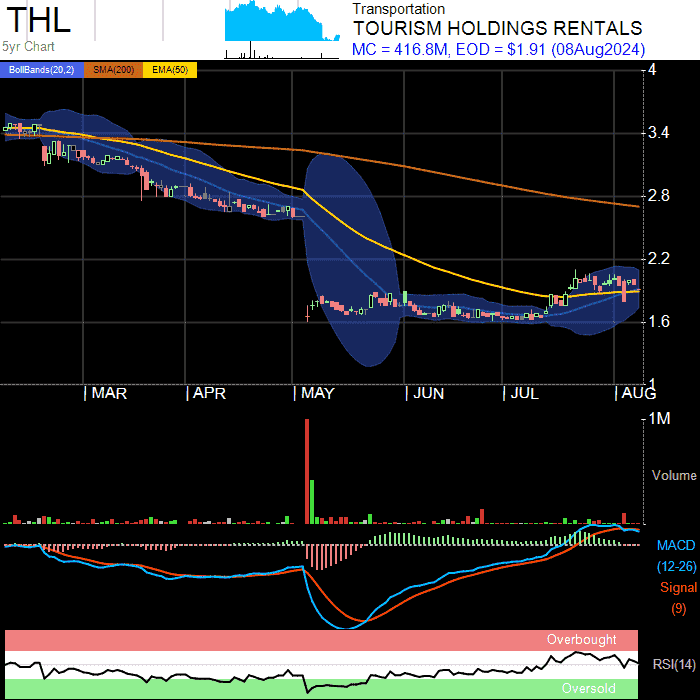 THL
5yr Chart
Transportation
TOURISM HOLDINGS RENTALS
MC = 416.8M, EOD = $1.91 (08Aug2024)
BollBands(20,2) SMA(200) EMA(50)
4
3.4
2.8
2.2
1.6
1
| MAR | APR | MAY | JUN | JUL | AUG
1M
Volume
MACD
(12-26)
Signal
(9)
Overbought
RSI(14)
Oversold